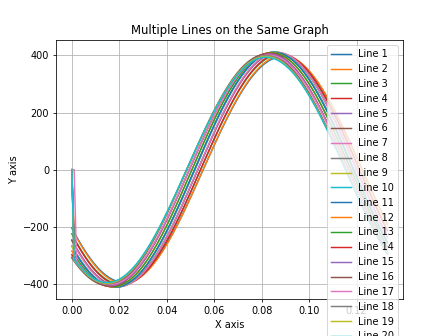 Multiple Lines on the Same Graph
400
200
0
−200
−400
Y axis
0.00
0.02
0.04
0.06
0.08
0.10
X axis
Line 1
Line 2
Line 3
Line 4
Line 5
Line 6
Line 7
Line 8
Line 9
Line 10
Line 11
Line 12
Line 13
Line 14
Line 15
Line 16
Line 17
Line 18
Line 19
Line 20